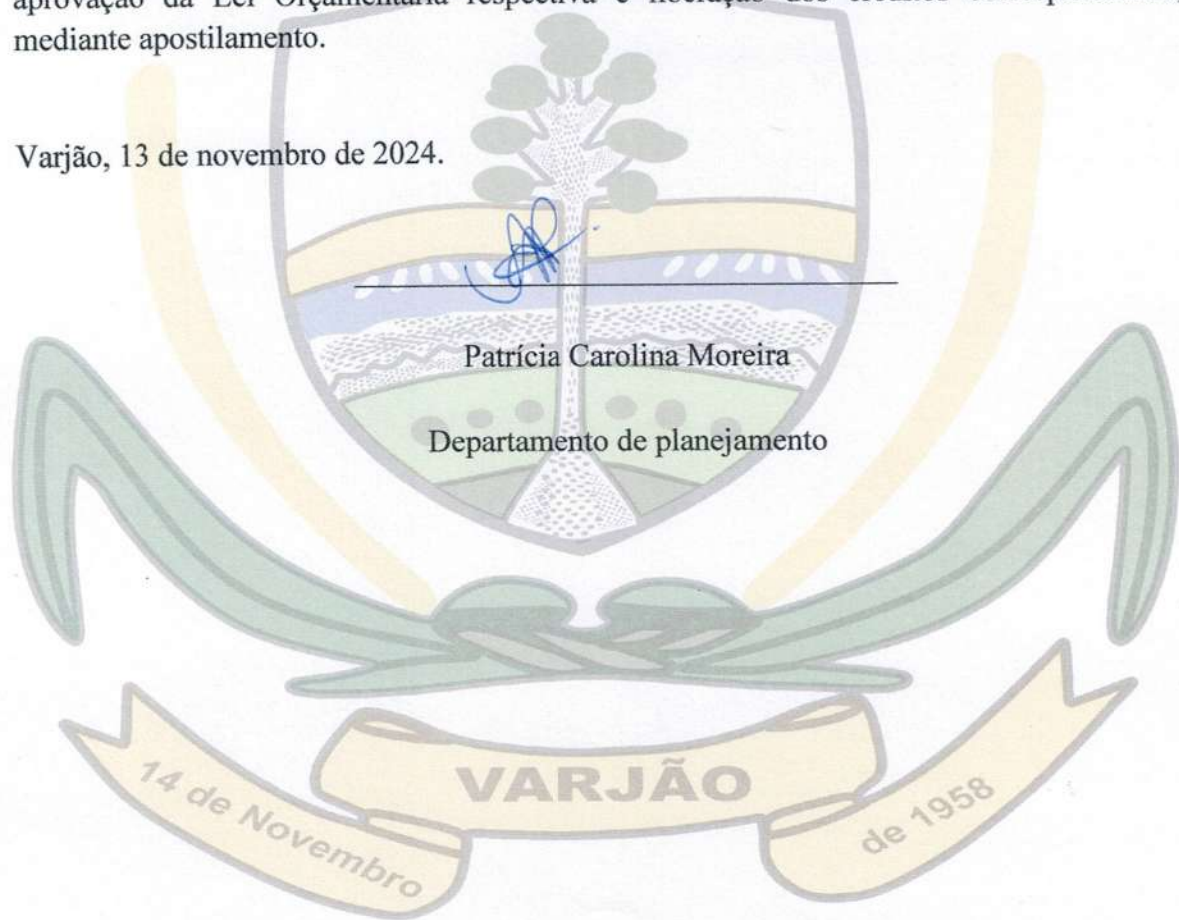 aprovação da Lei Orçamentária respectiva e liberação dos créditos
mediante apostilamento.
Varjão, 13 de novembro de 2024.
Patrícia Carolina Moreira
Departamento de planejamento
VARJÃO
14 de Novembro
de 1958